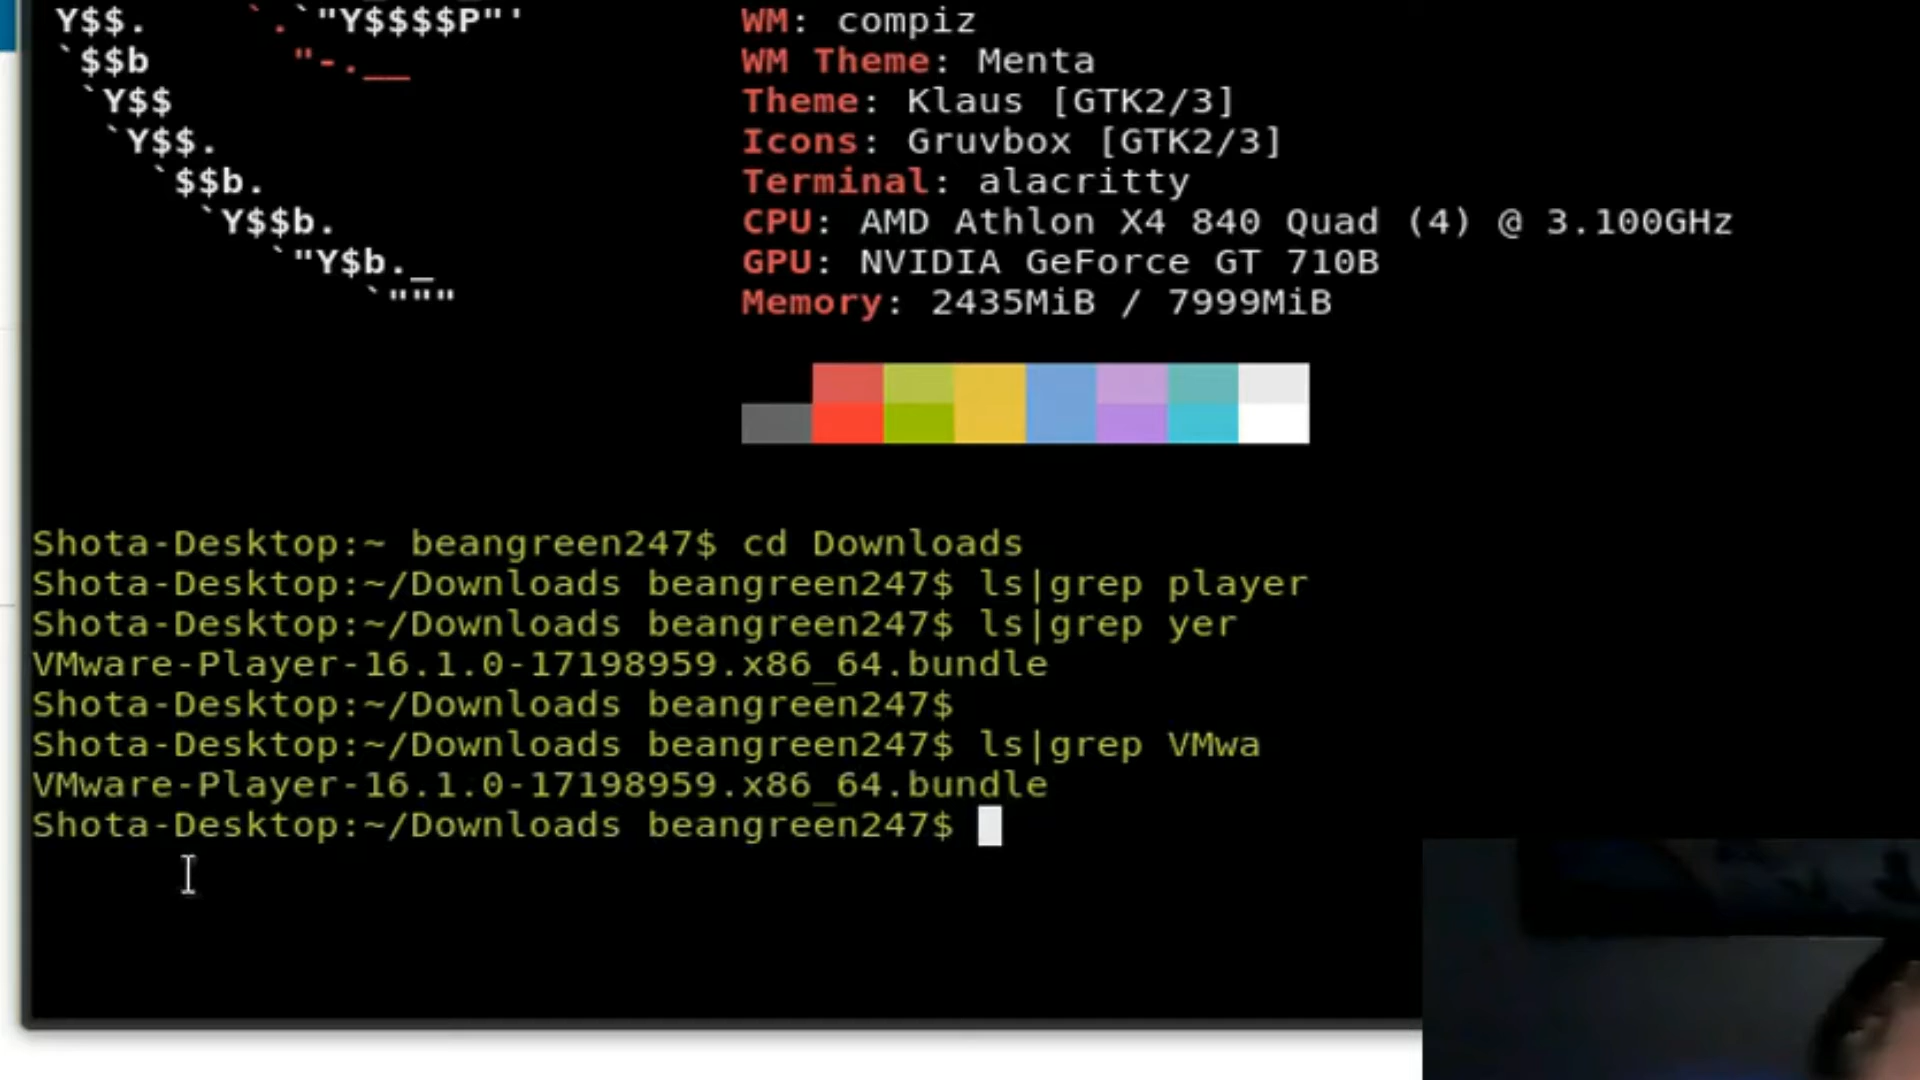 Y$$.     `.`"Y$$$$P"'         WM: compiz
`$$b      "-.__         WM Theme: Menta
`Y$$         Theme: Klaus [GTK2/3]
`Y$$.         Icons: Gruvbox [GTK2/3]
`$$b.         Terminal: alacritty
`Y$$b.         CPU: AMD Athlon X4 840 Quad (4) @ 3.100GHz
`"Y$b._         GPU: NVIDIA GeForce GT 710B
`"""         Memory: 2435MiB / 7999MiB
Shota-Desktop:~ beangreen247$ cd Downloads
Shota-Desktop:~/Downloads beangreen247$ ls|grep player
Shota-Desktop:~/Downloads beangreen247$ ls|grep yer
VMware-Player-16.1.0-17198959.x86_64.bundle
Shota-Desktop:~/Downloads beangreen247$
Shota-Desktop:~/Downloads beangreen247$ ls|grep VMwa
VMware-Player-16.1.0-17198959.x86_64.bundle
Shota-Desktop:~/Downloads beangreen247$